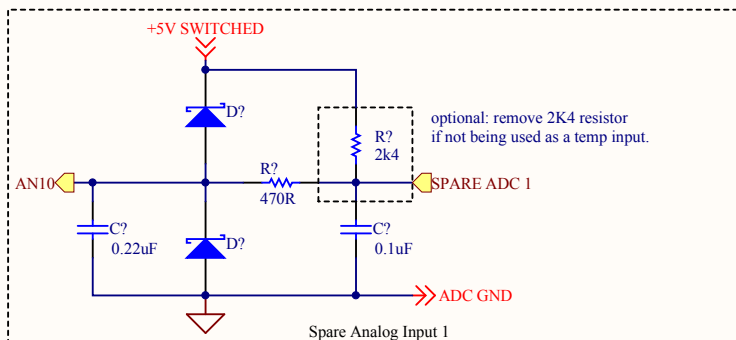 +5V SWITCHED
D?
optional: remove 2K4 resistor
if not being used as a temp input.
R?
2k4
R?
470R
AN10
SPARE ADC 1
C?
0.22uF
D?
C?
0.1uF
ADC GND
Spare Analog Input 1